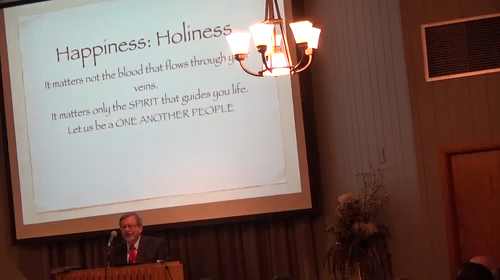 Happiness: Holiness
It matters not the blood that flows through
veins.
It matters only the SPIRIT that guides you life.
Let us be a ONE ANOTHER PEOPLE